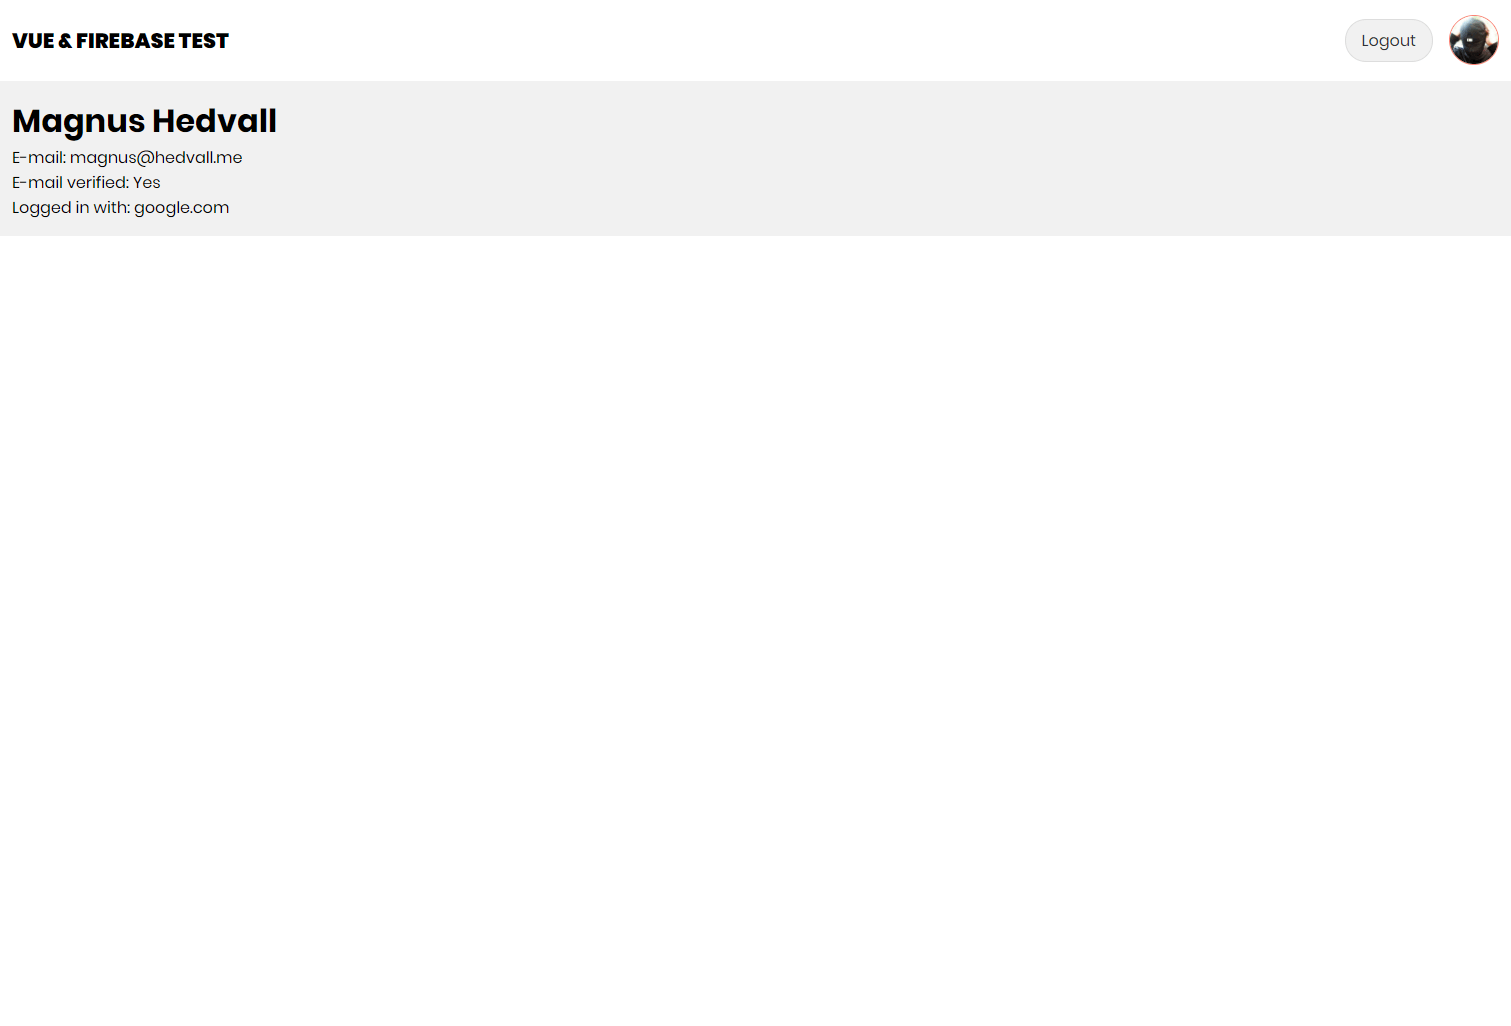 VUE & FIREBASE TEST
Logout
Magnus Hedvall
E-mail: magnus@hedvall.me
E-mail verified: Yes
Logged in with: google.com